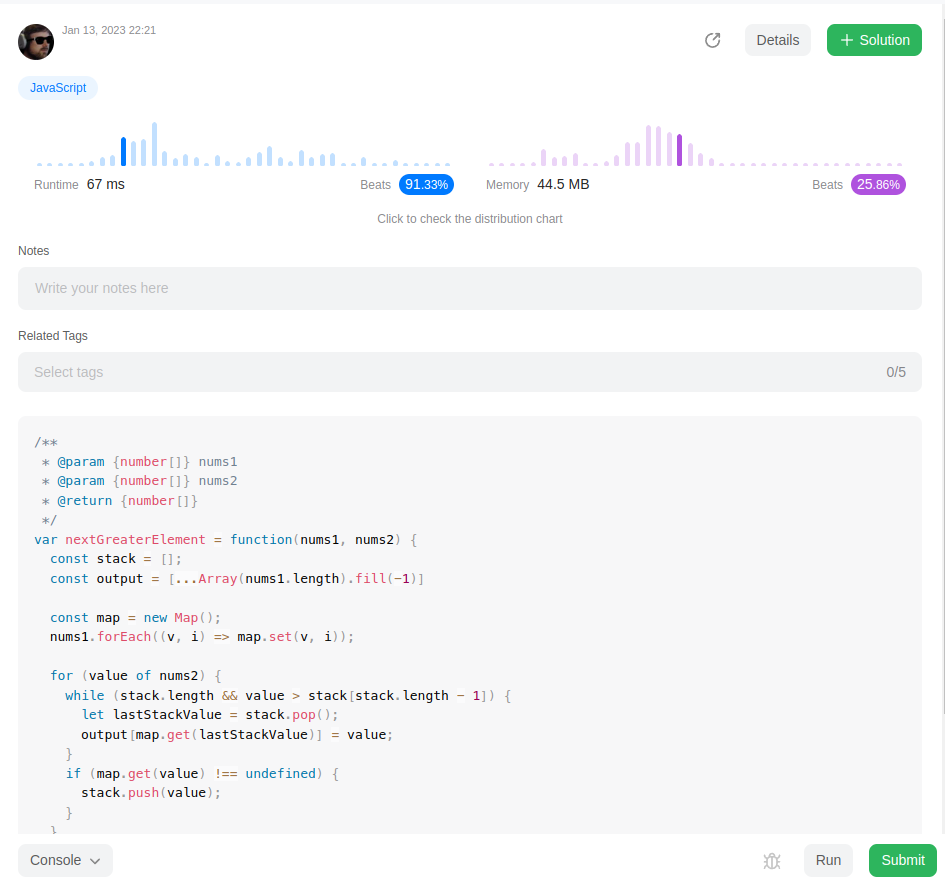 Jan 13, 2023 22:21
Details
+ Solution
JavaScript
Runtime 67 ms Beats 91.33% Memory 44.5 MB Beats 25.86%
Click to check the distribution chart
Notes
Write your notes here
Related Tags
Select tags 0/5
/**
 * @param {number[]} nums1
 * @param {number[]} nums2
 * @return {number[]}
 */
var nextGreaterElement = function(nums1, nums2) {
  const stack = [];
  const output = [...Array(nums1.length).fill(-1)]
  const map = new Map();
  nums1.forEach((v, i) => map.set(v, i));
  for (value of nums2) {
    while (stack.length && value > stack[stack.length - 1]) {
      let lastStackValue = stack.pop();
      output[map.get(lastStackValue)] = value;
    }
    if (map.get(value) !== undefined) {
      stack.push(value);
    }
  }
Console
Run
Submit